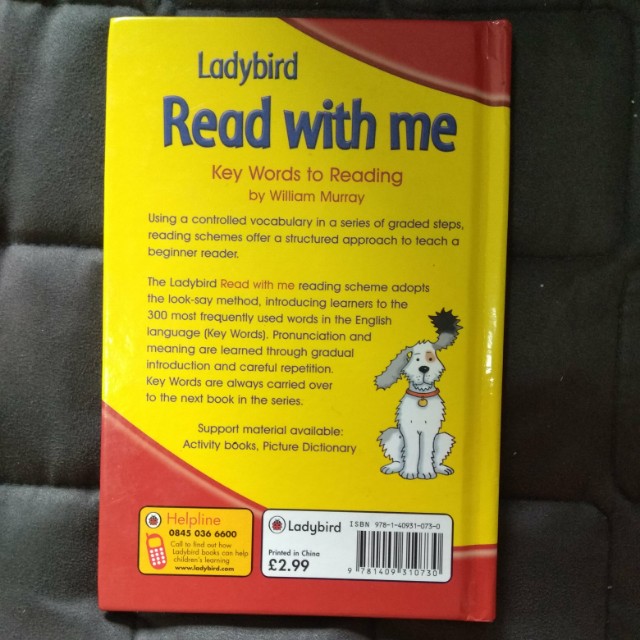 Ladybird
Read with me
Key Words to Reading
by William Murray
Using a controlled vocabulary in a series of graded steps,
reading schemes offer a structured approach to teach a
beginner reader.
The Ladybird Read with me reading scheme adopts
the look-say method, introducing learners to the
300 most frequently used words in the English
language (Key Words). Pronunciation and
meaning are learned through gradual
introduction and careful repetition.
Key Words are always carried over
to the next book in the series.
Support material available:
Activity books, Picture Dictionary
Helpline
0845 036 6600
Call to find out how
Ladybird books can help
children's learning
www.ladybird.com
Ladybird
Printed in China
£2.99
ISBN 978-1-40931-073-0
9 781409 310730